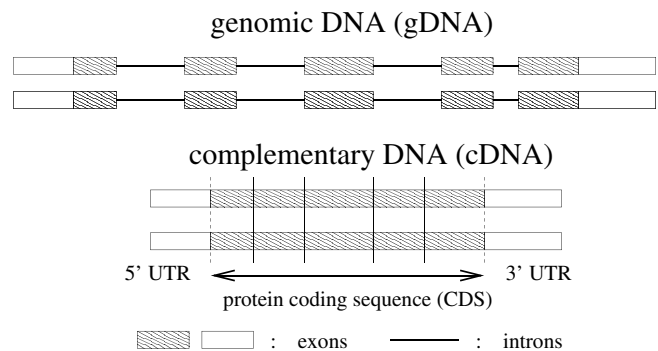 genomic DNA (gDNA)
complementary DNA (cDNA)
5' UTR 3' UTR
protein coding sequence (CDS)
: exons : introns